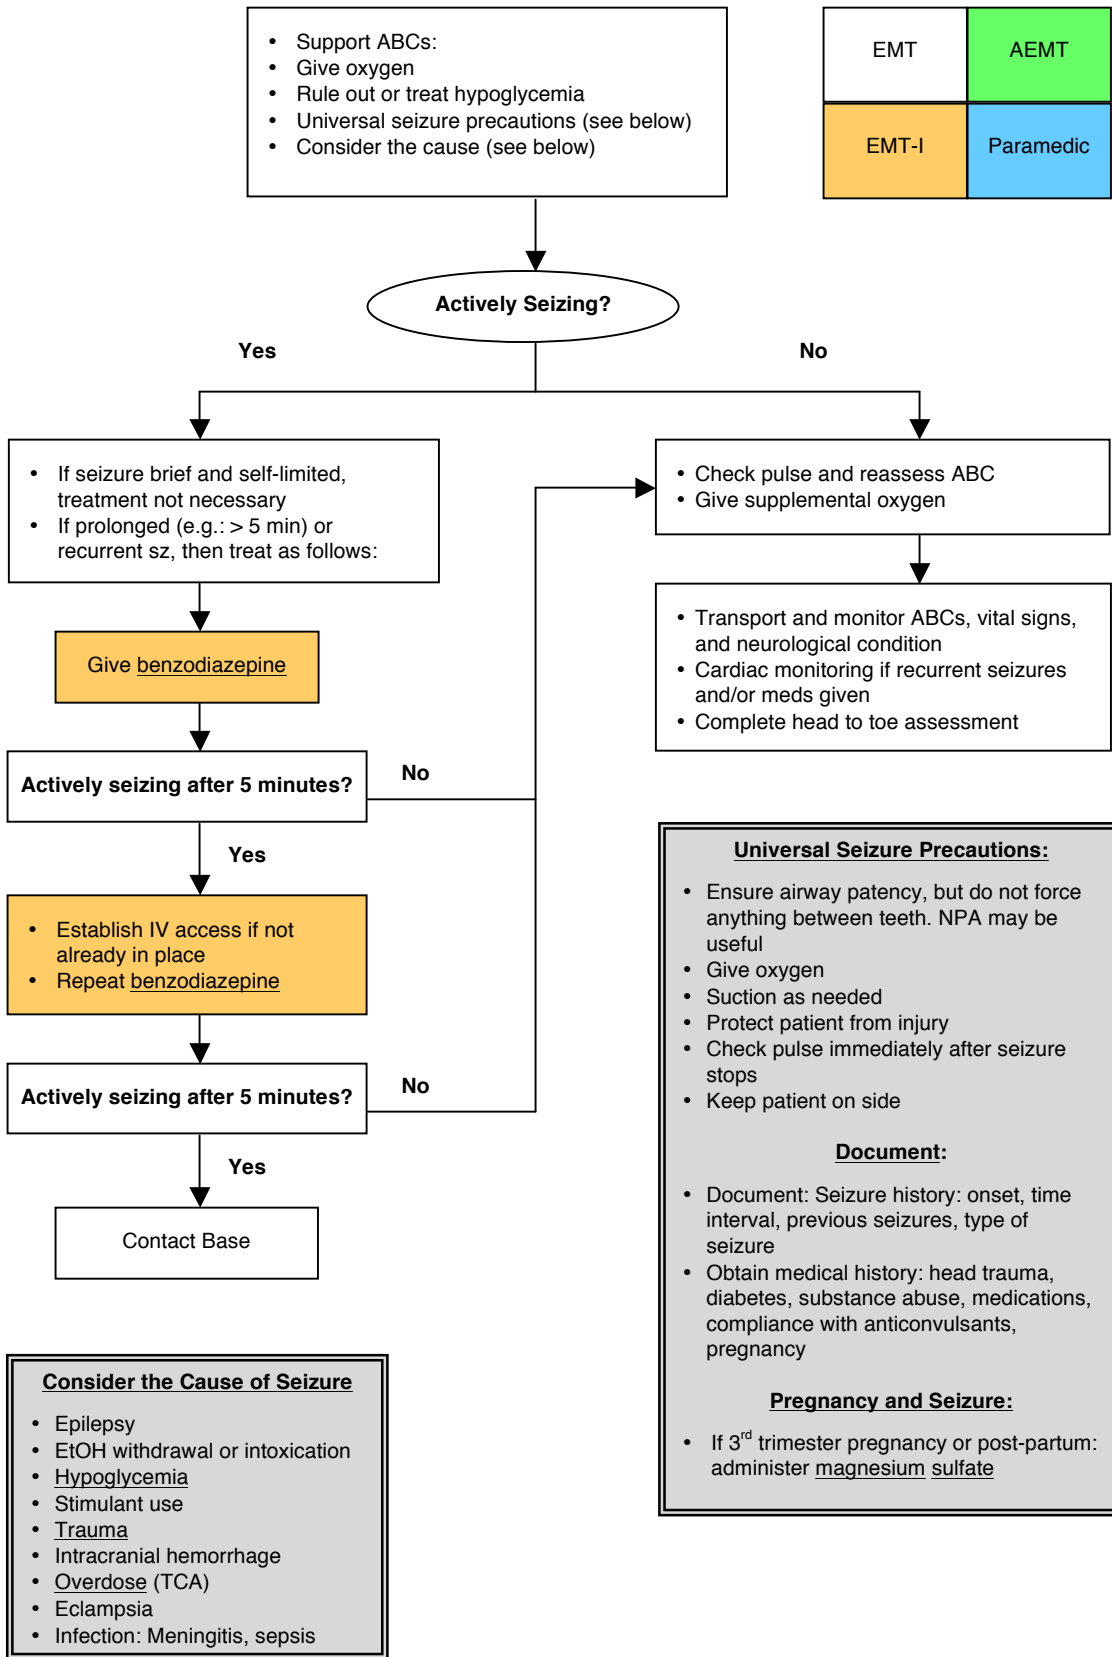 • Support ABCs:
• Give oxygen
• Rule out or treat hypoglycemia
• Universal seizure precautions (see below)
• Consider the cause (see below)
EMT
AEMT
EMT-I
Paramedic
Actively Seizing?
Yes
No
• If seizure brief and self-limited,
treatment not necessary
• If prolonged (e.g.: > 5 min) or
recurrent sz, then treat as follows:
• Check pulse and reassess ABC
• Give supplemental oxygen
• Transport and monitor ABCs, vital signs,
and neurological condition
• Cardiac monitoring if recurrent seizures
and/or meds given
• Complete head to toe assessment
Give benzodiazepine
Actively seizing after 5 minutes?
No
Yes
• Establish IV access if not
already in place
• Repeat benzodiazepine
Actively seizing after 5 minutes?
No
Yes
Contact Base
Universal Seizure Precautions:
• Ensure airway patency, but do not force
anything between teeth. NPA may be
useful
• Give oxygen
• Suction as needed
• Protect patient from injury
• Check pulse immediately after seizure
stops
• Keep patient on side
Document:
• Document: Seizure history: onset, time
interval, previous seizures, type of
seizure
• Obtain medical history: head trauma,
diabetes, substance abuse, medications,
compliance with anticonvulsants,
pregnancy
Pregnancy and Seizure:
• If 3rd trimester pregnancy or post-partum:
administer magnesium sulfate
Consider the Cause of Seizure
• Epilepsy
• EtOH withdrawal or intoxication
• Hypoglycemia
• Stimulant use
• Trauma
• Intracranial hemorrhage
• Overdose (TCA)
• Eclampsia
• Infection: Meningitis, sepsis